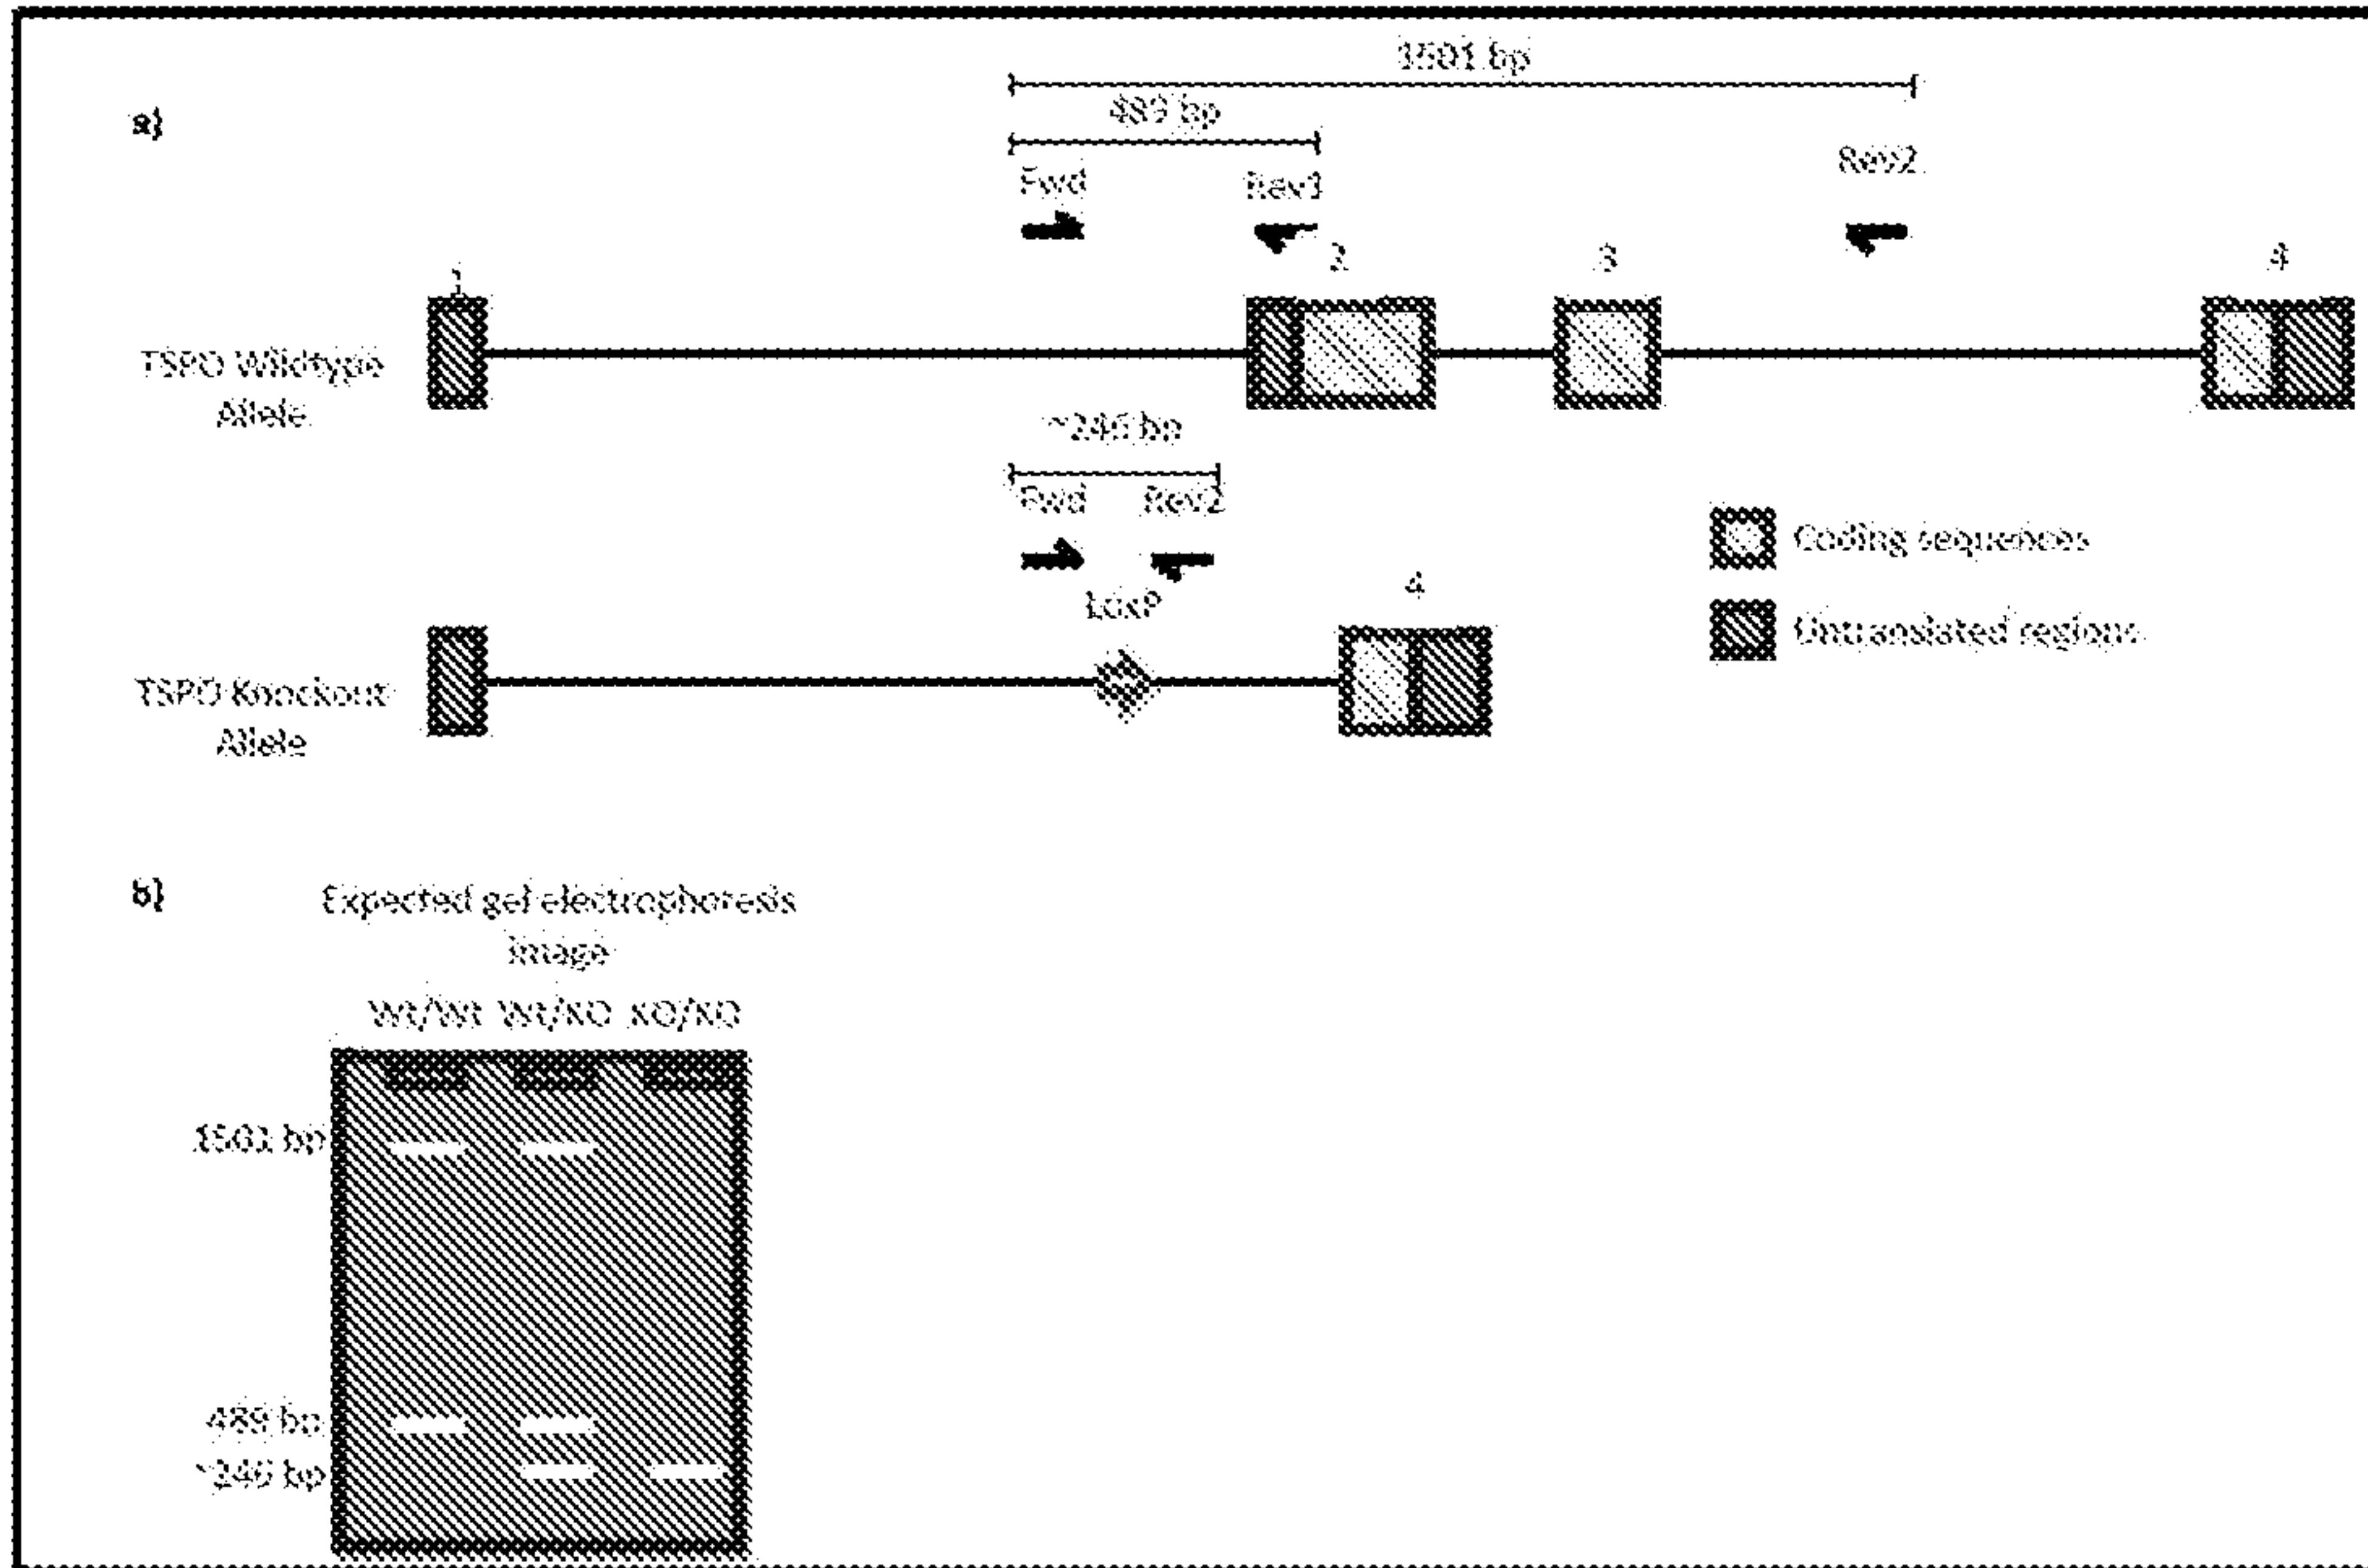 1501 bp
a)
489 bp
Fwd
Rev1
Rev2
1
2
3
4
TSPO Wildtype
Allele
~246 bp
Fwd
Rev2
Coding sequences
LoxP
4
Untranslated regions
TSPO Knockout
Allele
b)
Expected gel electrophoresis
image
Wt/Wt Wt/KO KO/KO
1501 bp
489 bp
~246 bp